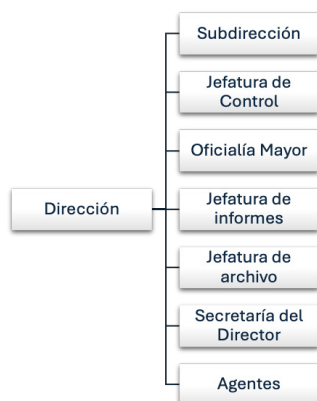 Subdirección
Jefatura de
Control
Oficialía Mayor
Dirección
Jefatura de
informes
Jefatura de
archivo
Secretaría del
Director
Agentes